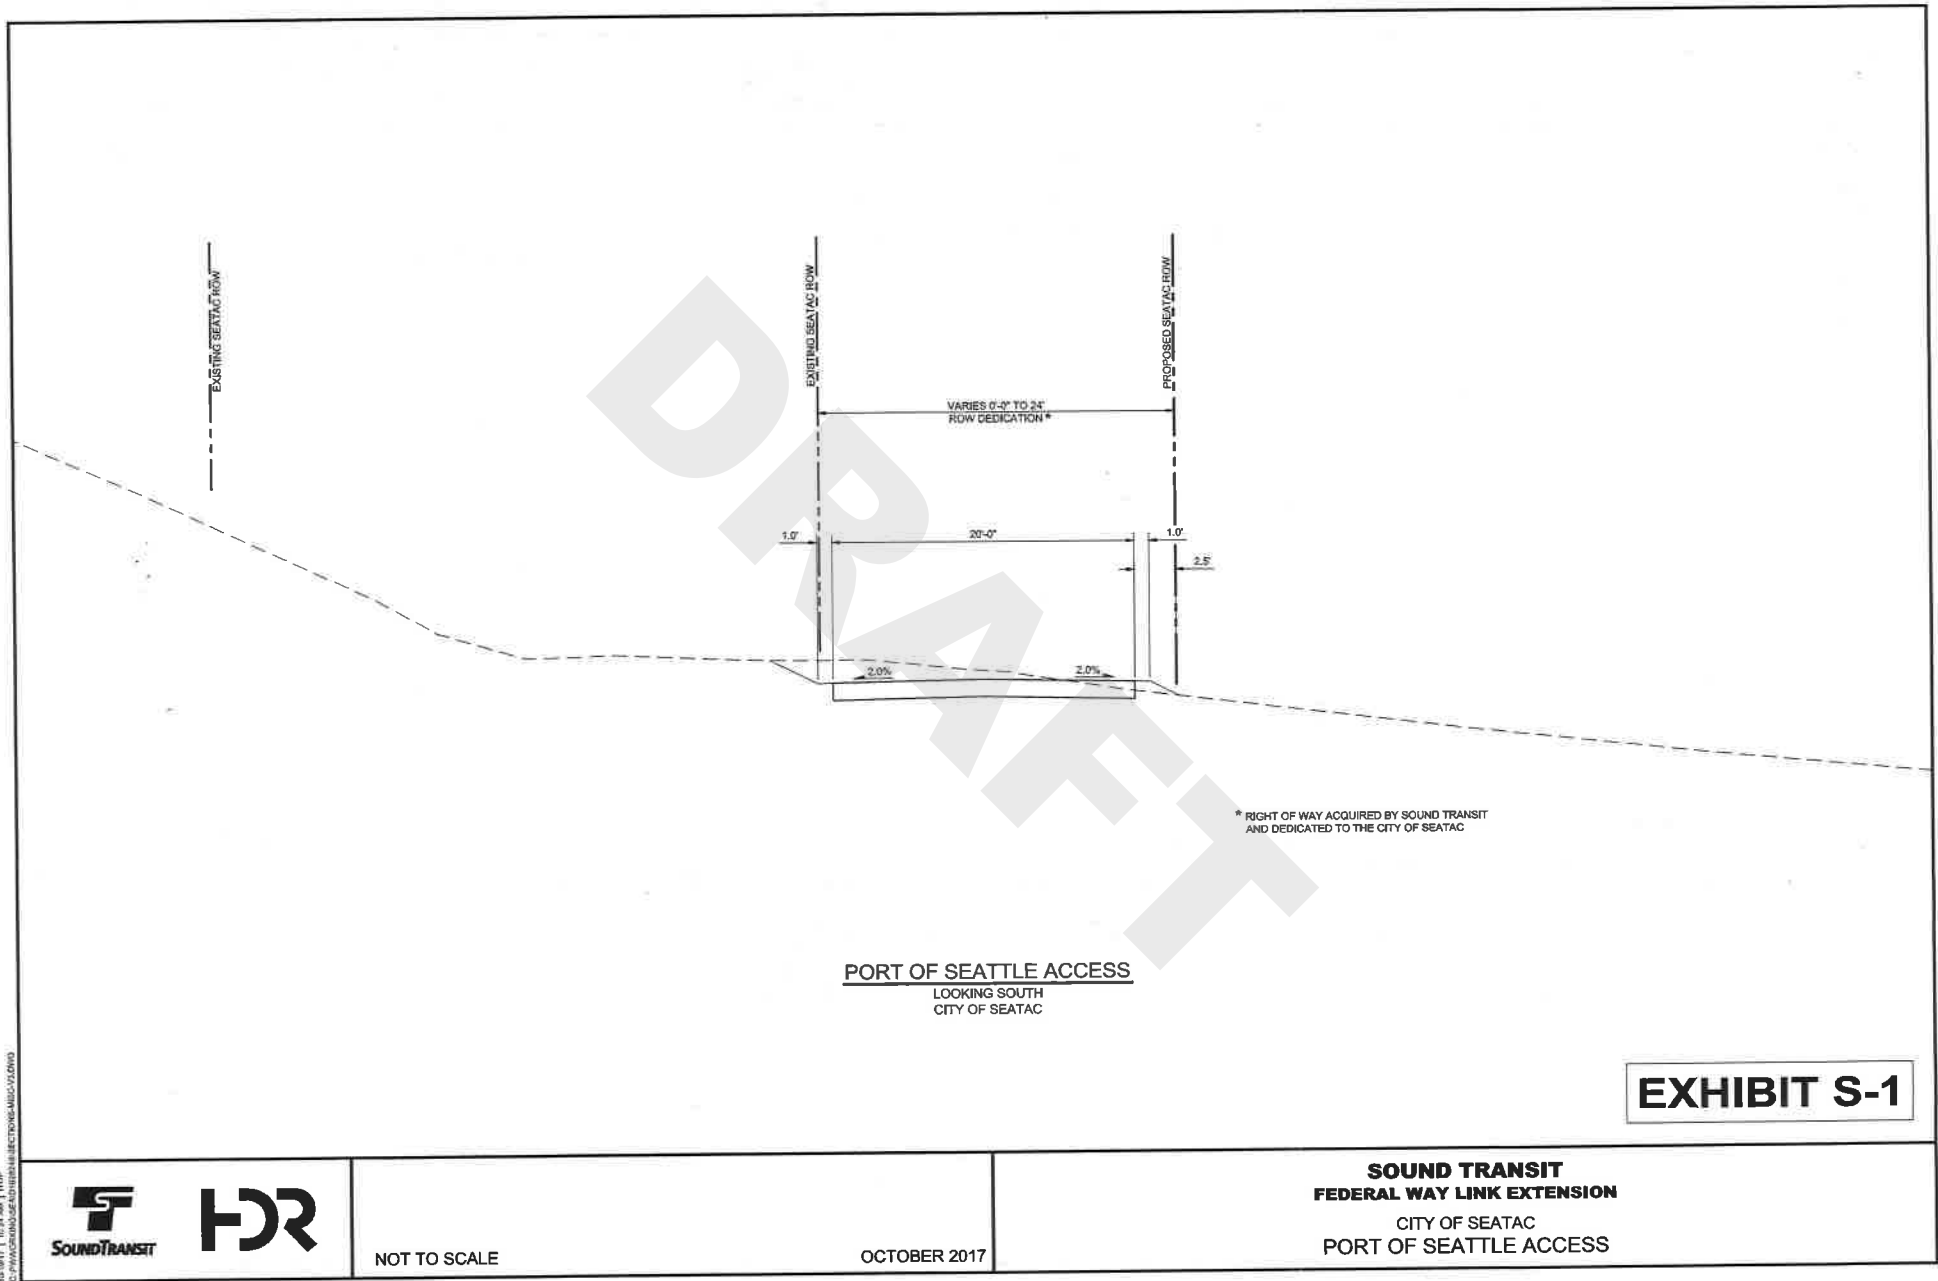 EXISTING SEATAC ROW
EXISTING SEATAC ROW
PROPOSED SEATAC ROW
VARIES 0'-0" TO 24'
ROW DEDICATION *
1.0'
20'-0"
1.0'
2.5'
2.0%
2.0%
DRAFT
* RIGHT OF WAY ACQUIRED BY SOUND TRANSIT
AND DEDICATED TO THE CITY OF SEATAC
PORT OF SEATTLE ACCESS
LOOKING SOUTH
CITY OF SEATAC
EXHIBIT S-1
SOUNDTRANSIT
HDR
NOT TO SCALE
OCTOBER 2017
SOUND TRANSIT
FEDERAL WAY LINK EXTENSION
CITY OF SEATAC
PORT OF SEATTLE ACCESS